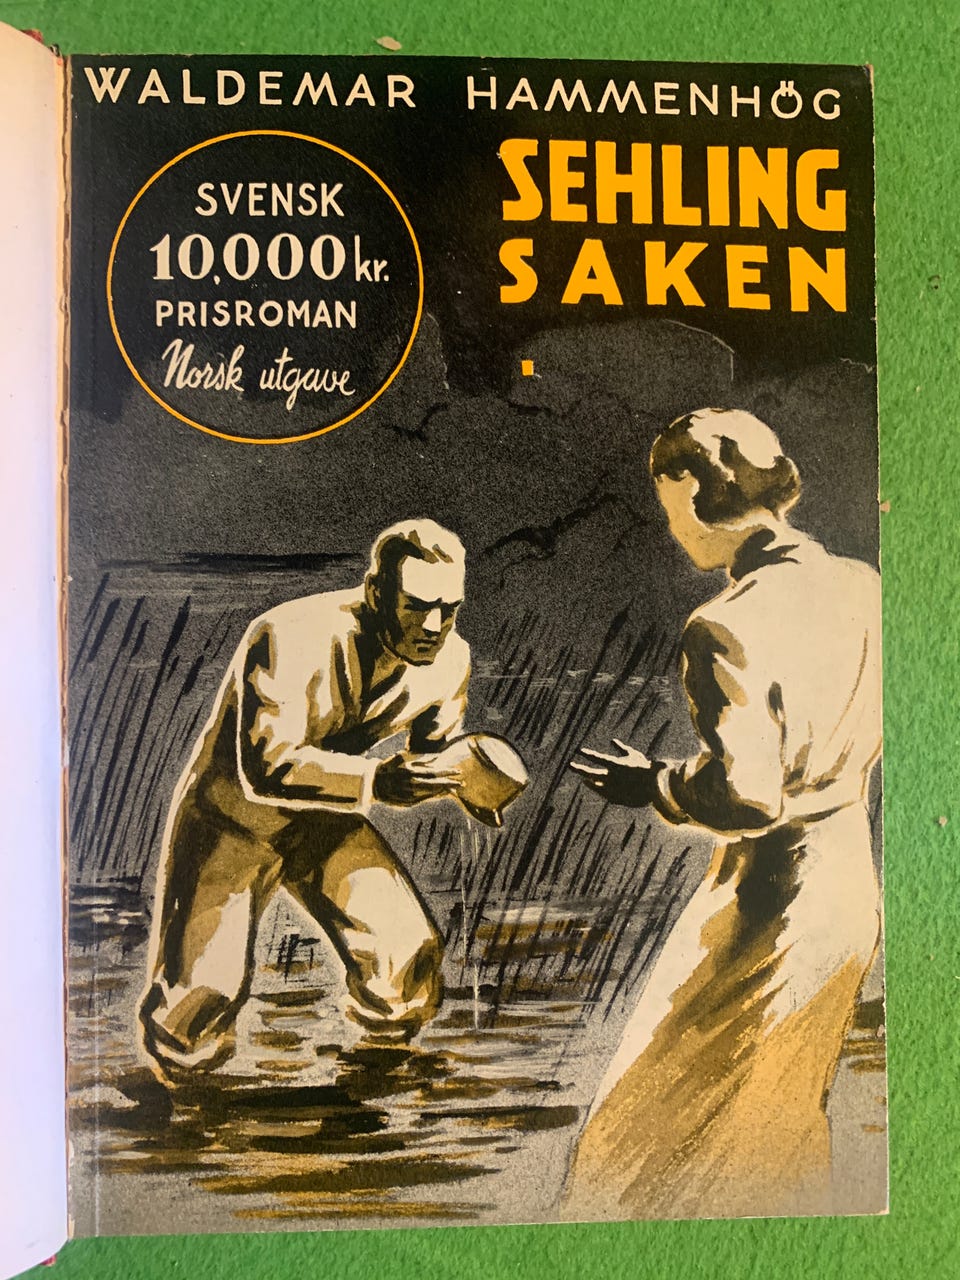 WALDEMAR HAMMENHÖG
SEHLING
SAKEN
SVENSK
10,000 kr.
PRISROMAN
Norsk utgave